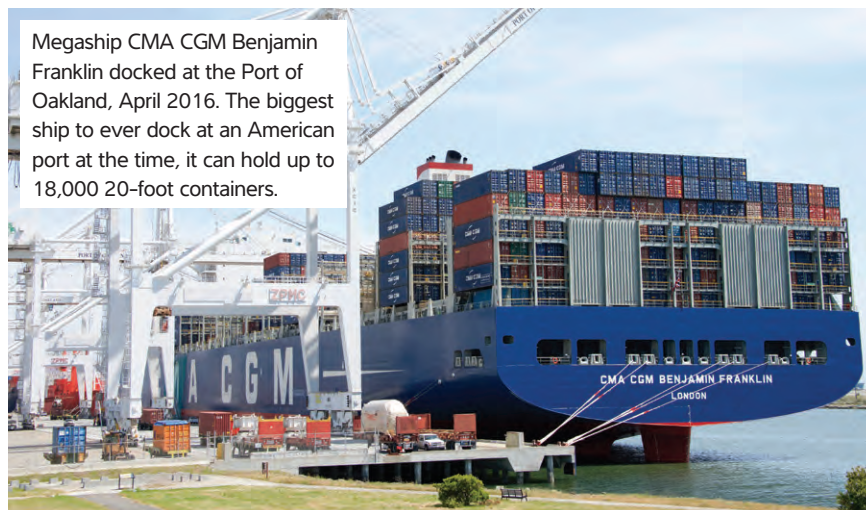 Megaship CMA CGM Benjamin
Franklin docked at the Port of
Oakland, April 2016. The biggest
ship to ever dock at an American
port at the time, it can hold up to
18,000 20-foot containers.
ZPMC
CMA CGM
A C G M
CMA CGM BENJAMIN FRANKLIN
LONDON